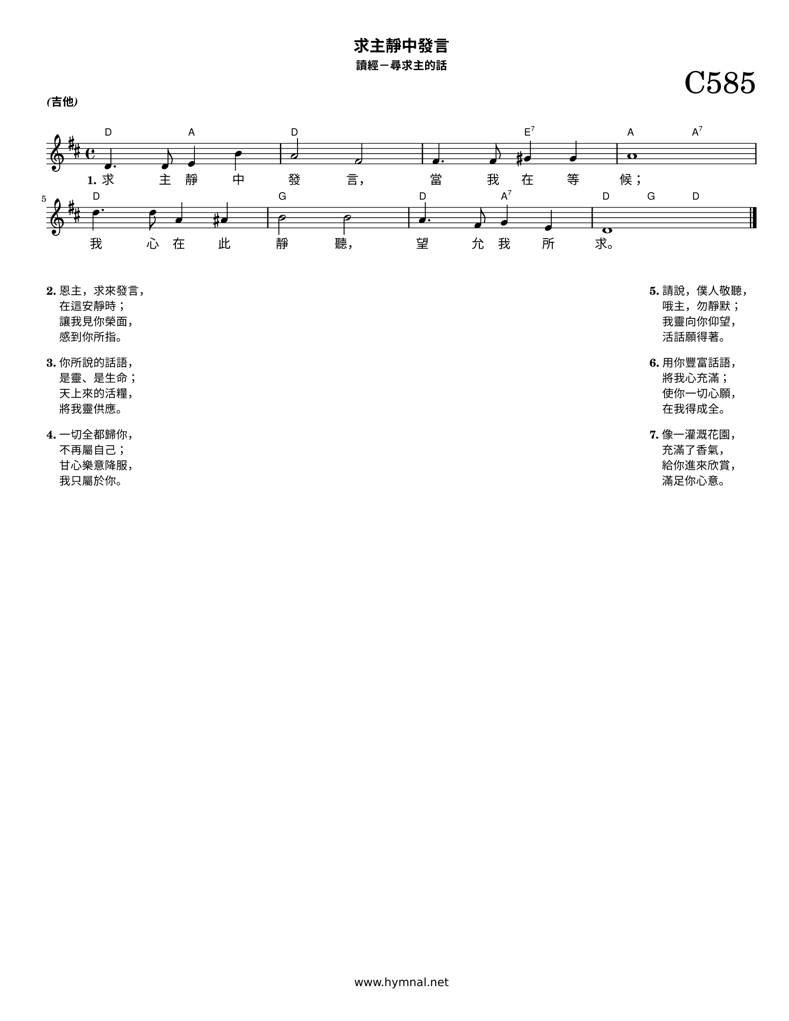 求主靜中發言
讀經－尋求主的話
C585
(吉他)
D A D E7 A A7
1. 求 主 靜 中 發 言， 當 我 在 等 候；
5
D G D A7 D G D
我 心 在 此 靜 聽， 望 允 我 所 求。
2. 恩主，求來發言，
在這安靜時；
讓我見你榮面，
感到你所指。
3. 你所說的話語，
是靈、是生命；
天上來的活糧，
將我靈供應。
4. 一切全都歸你，
不再屬自己；
甘心樂意降服，
我只屬於你。
5. 請說，僕人敬聽，
哦主，勿靜默；
我靈向你仰望，
活話願得著。
6. 用你豐富話語，
將我心充滿；
使你一切心願，
在我得成全。
7. 像一灌溉花園，
充滿了香氣，
給你進來欣賞，
滿足你心意。
www.hymnal.net